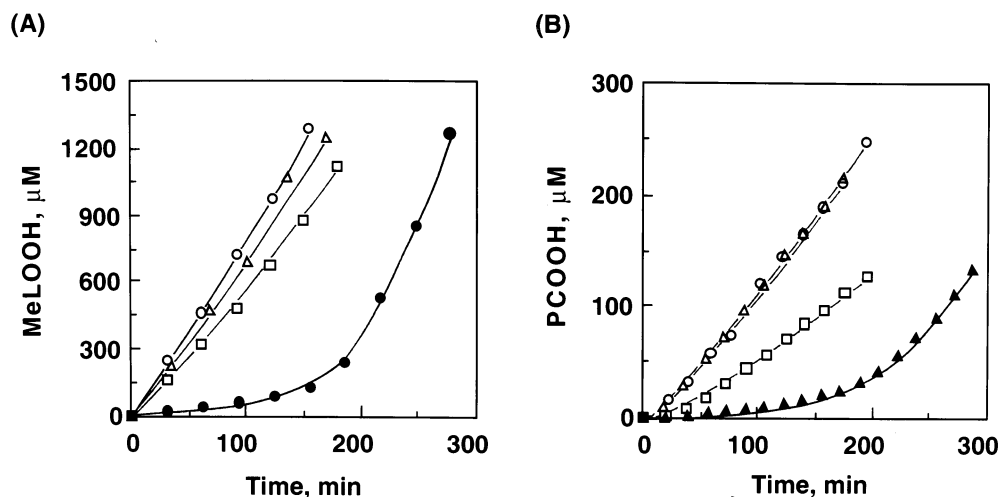 (A)
(B)
1500
1200
900
600
300
0
MeLOOH, μM
0 100 200 300
Time, min
300
200
100
0
PCOOH, μM
0 100 200 300
Time, min